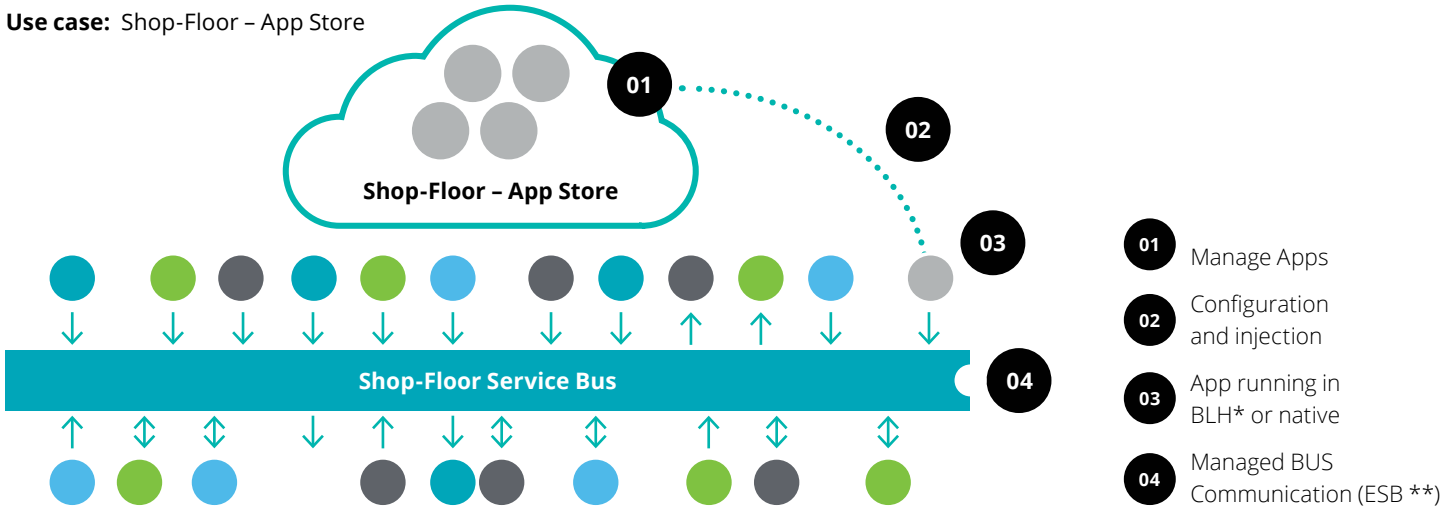 Use case: Shop-Floor – App Store
01
02
Shop-Floor – App Store
03
Shop-Floor Service Bus
04
01 Manage Apps
02 Configuration
and injection
03 App running in
BLH* or native
04 Managed BUS
Communication (ESB **)